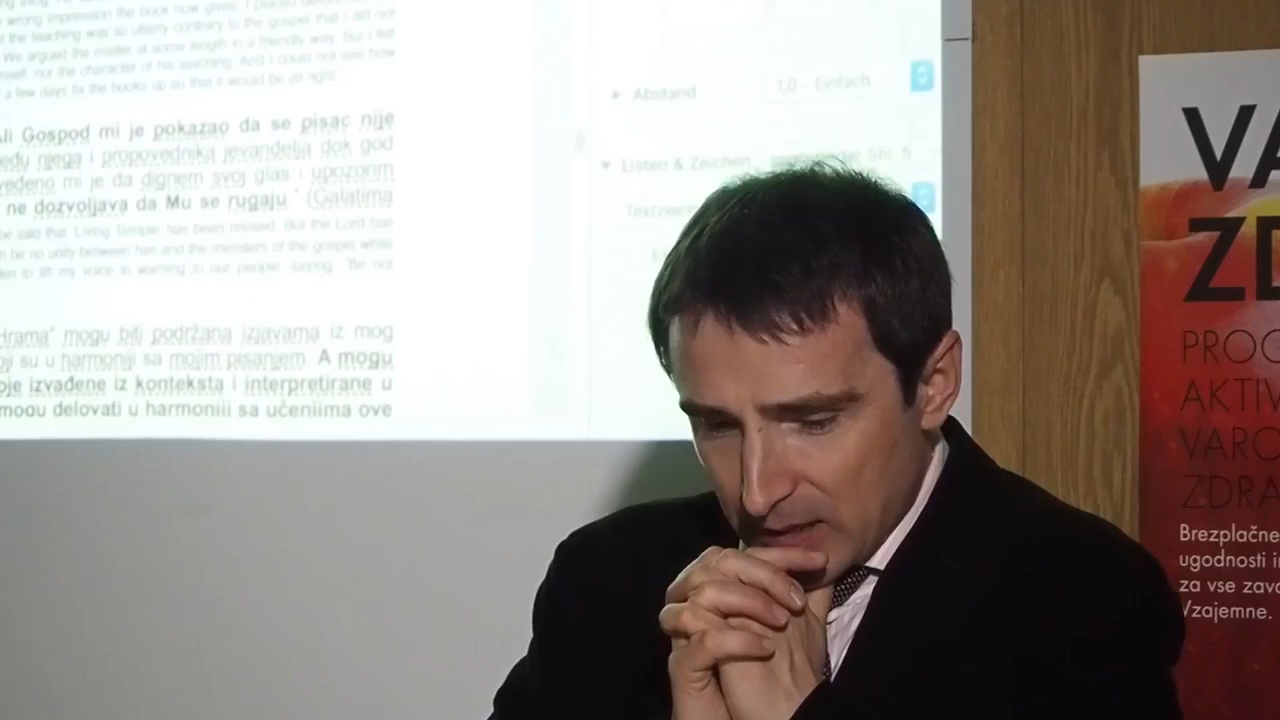 wrong impression the book now gives. I placed before
the teaching was so utterly contrary to the gospel that I did not
We argued the matter at some length in a friendly way, but I felt
nor the character of his teaching. And I could not see how
a few days fix the books up so that it would be all right.
Gospod mi je pokazao da se pisac nije
njega i propovednika jevanđelja dok god
mi je da dignem svoj glas i upozorim
ne dozvoljava da Mu se rugaju." (Galatima
be said that 'Living Temple' has been revised. But the Lord has
be no unity between him and the ministers of the gospel while
to lift my voice in warning to our people, saying: "Be not
mogu biti podržana izjavama iz mog
su u harmoniji sa mojim pisanjem. A mogu
izvađene iz konteksta i interpretirane u
mogu delovati u harmoniji sa učenjima ove
Abstand
1,0 - Einfach
Listen & Zeichen
VA
ZD
PROG
AKTIV
VARO
ZDRA
Brezplačne
ugodnosti
za vse
Vzajemne.